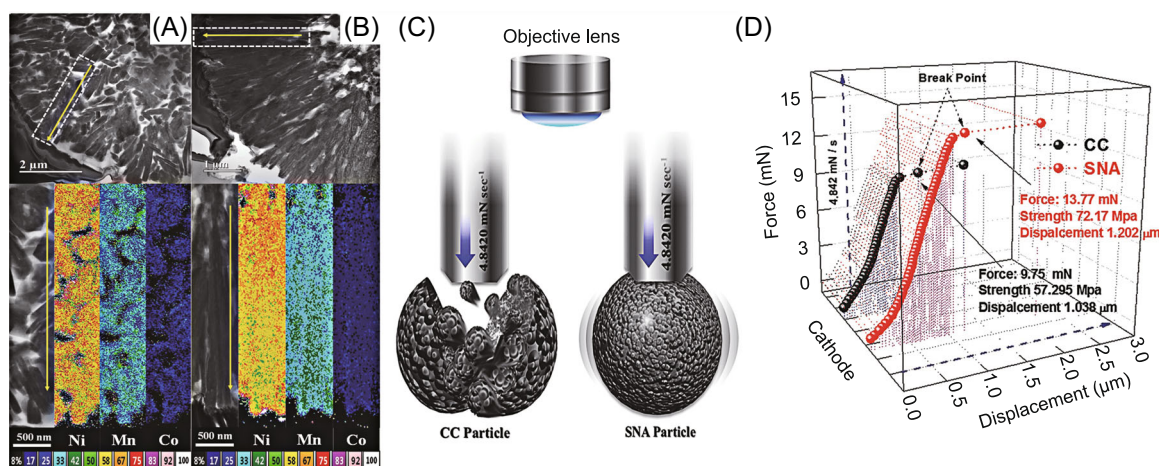 (A)
2 μm
500 nm
Ni
Mn
Co
8% 17 25 33 42 50 58 67 75 83 92 100
(B)
1 μm
500 nm
Ni
Mn
Co
8% 17 25 33 42 50 58 67 75 83 92 100
(C)
Objective lens
4.8420 mN sec⁻¹
4.8420 mN sec⁻¹
CC Particle
SNA Particle
(D)
Break Point
4.842 mN / s
CC
SNA
Force: 13.77 mN
Strength 72.17 Mpa
Dispalcement 1.202 μm
Force: 9.75 mN
Strength 57.295 Mpa
Dispalcement 1.038 μm
Force (mN)
15
12
9
6
3
0
Cathode
0.0
0.5
1.0
1.5
2.0
2.5
3.0
Displacement (μm)